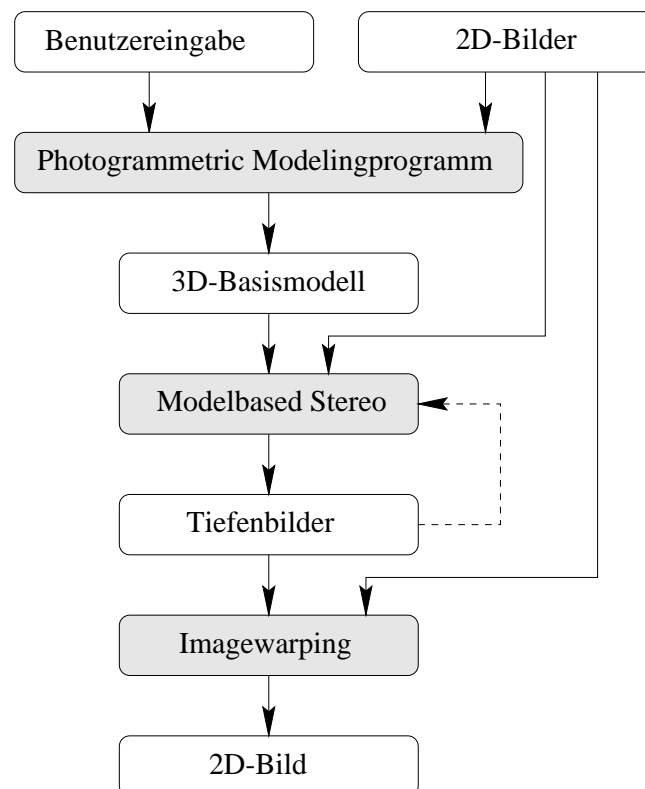 Benutzereingabe
2D-Bilder
Photogrammetric Modelingprogramm
3D-Basismodell
Modelbased Stereo
Tiefenbilder
Imagewarping
2D-Bild